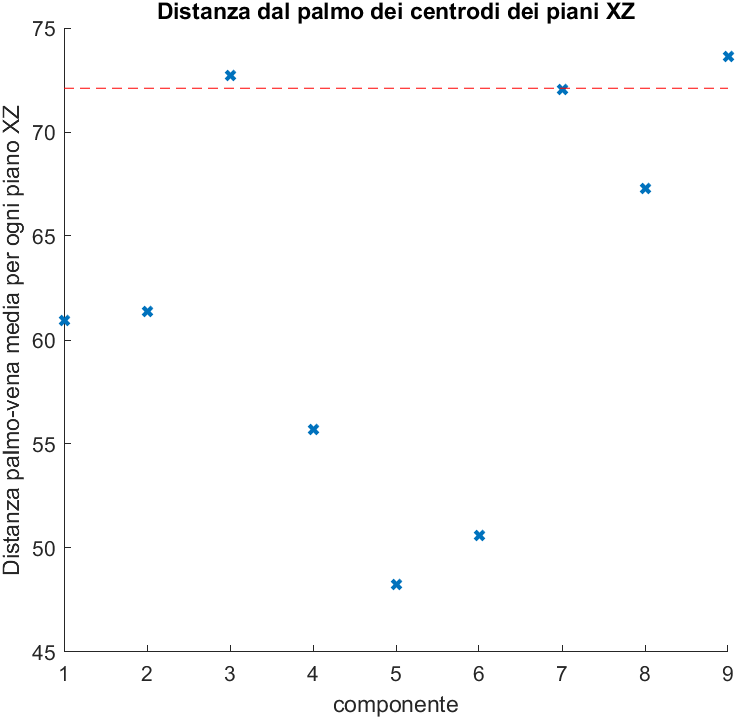 Distanza dal palmo dei centrodi dei piani XZ
Distanza palmo-vena media per ogni piano XZ
75
70
65
60
55
50
45
1 2 3 4 5 6 7 8 9
componente